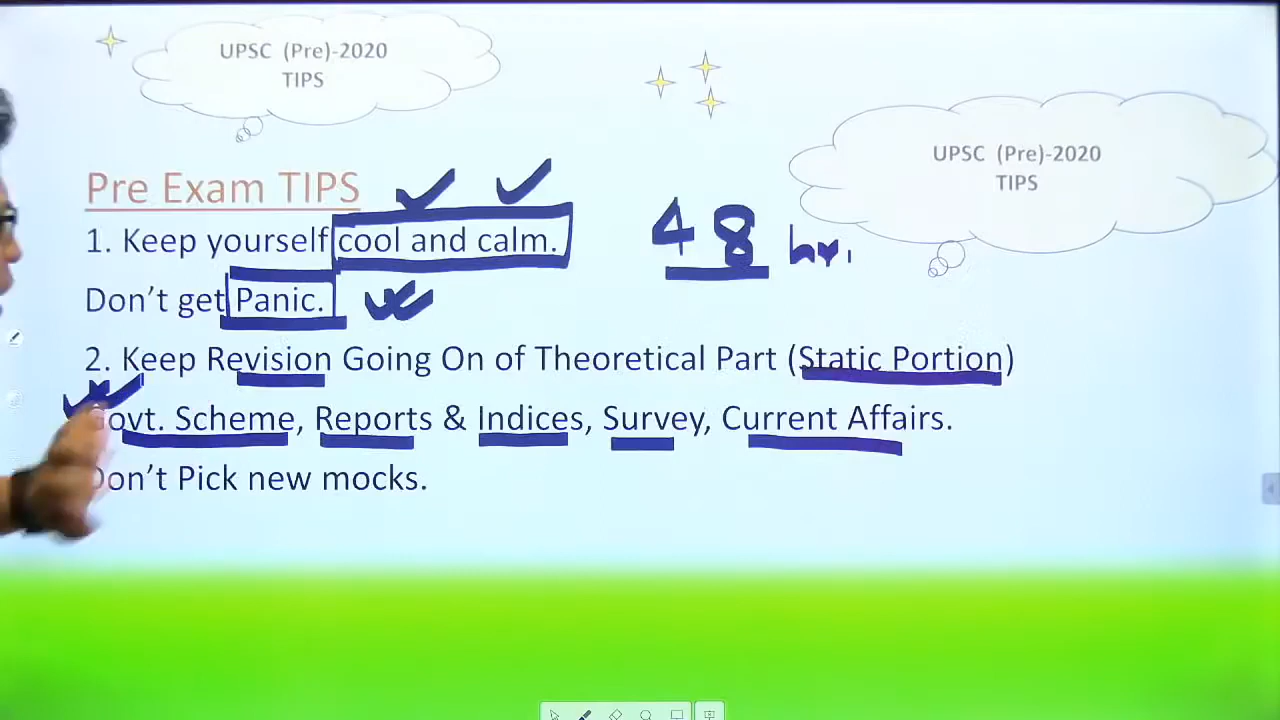 UPSC (Pre)-2020
TIPS
UPSC (Pre)-2020
TIPS
Pre Exam TIPS
1. Keep yourself cool and calm.
48 hr.
Don't get Panic.
2. Keep Revision Going On of Theoretical Part (Static Portion)
Govt. Scheme, Reports & Indices, Survey, Current Affairs.
Don't Pick new mocks.